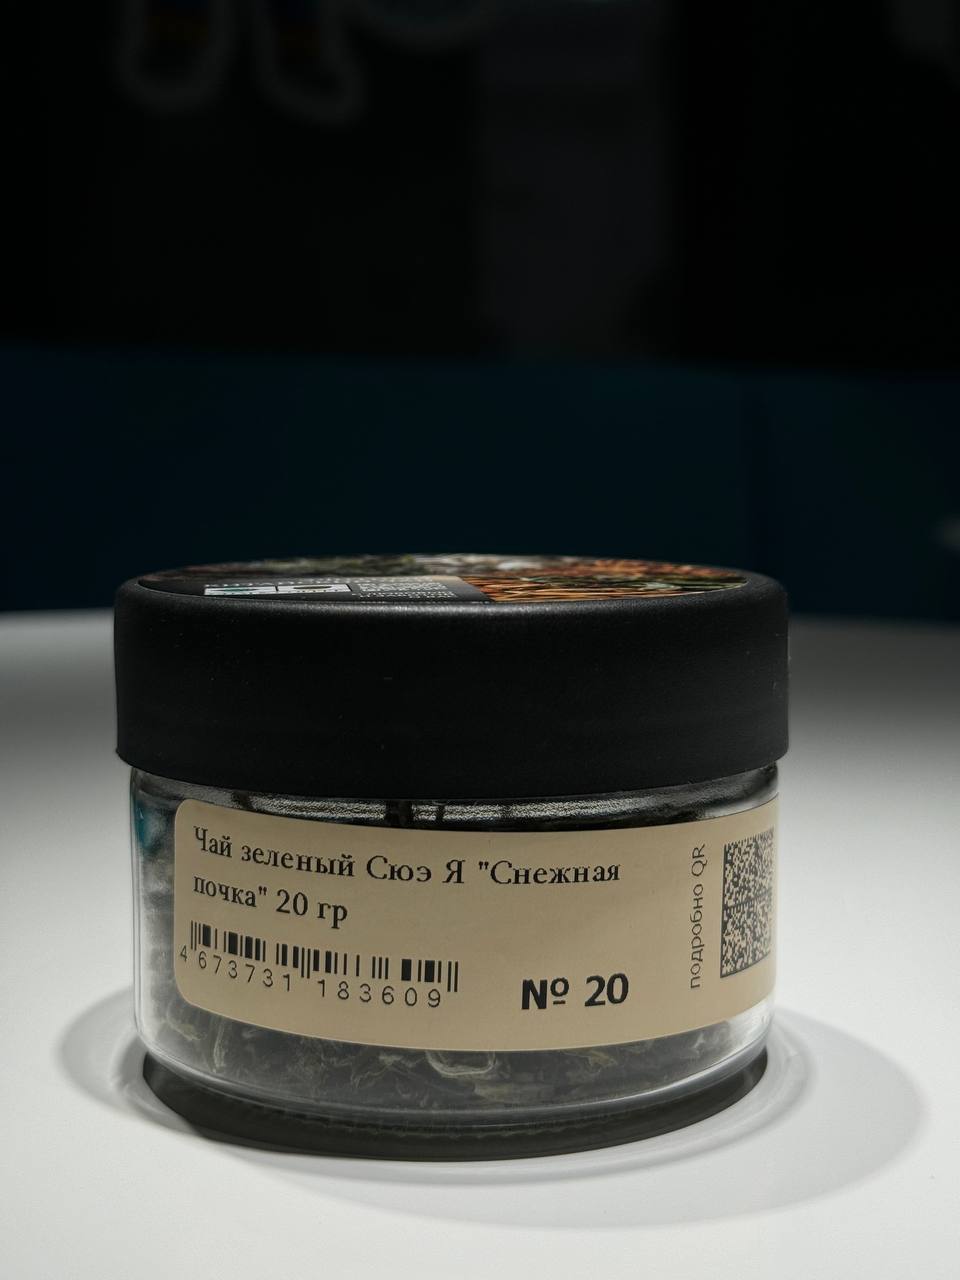 Чай зеленый Сюэ Я "Снежная
почка" 20 гр
4 673731 183609
№ 20
подробно QR